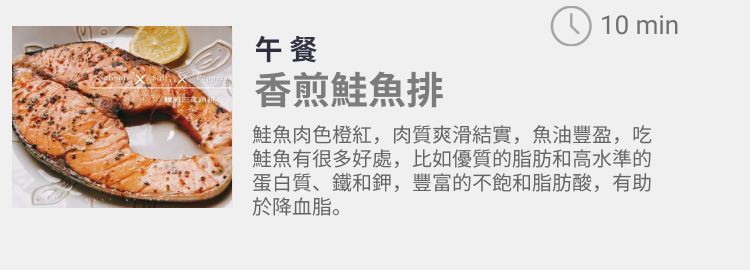 10 min
午餐
香煎鮭魚排
Salmon × Salt × Pepper
鮭魚肉色橙紅，肉質爽滑結實，魚油豐盈，吃
鮭魚有很多好處，比如優質的脂肪和高水準的
蛋白質、鐵和鉀，豐富的不飽和脂肪酸，有助
於降血脂。